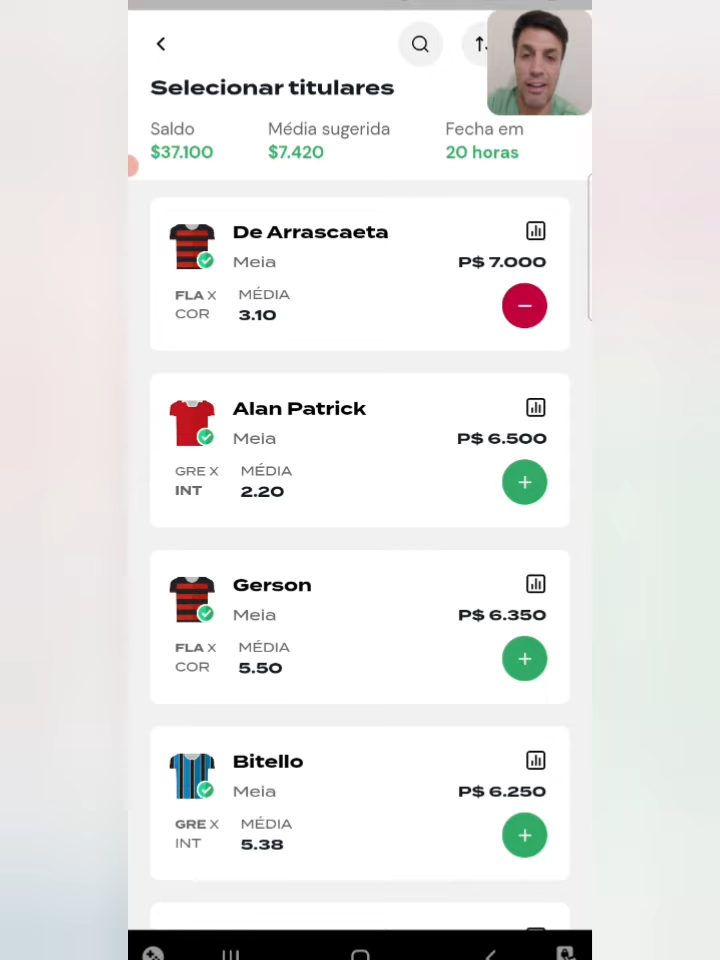 Selecionar titulares
Saldo Média sugerida Fecha em
$37.100 $7.420 20 horas
De Arrascaeta
Meia P$ 7.000
FLA X MÉDIA
COR 3.10
Alan Patrick
Meia P$ 6.500
GRE X MÉDIA
INT 2.20
Gerson
Meia P$ 6.350
FLA X MÉDIA
COR 5.50
Bitello
Meia P$ 6.250
GRE X MÉDIA
INT 5.38